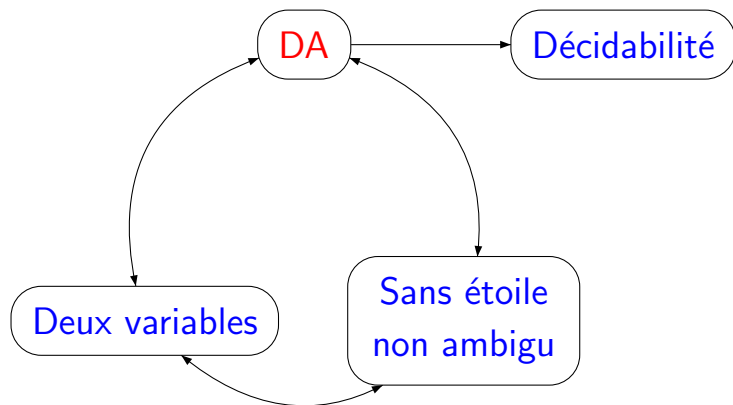 DA
Décidabilité
Deux variables
Sans étoile
non ambigu